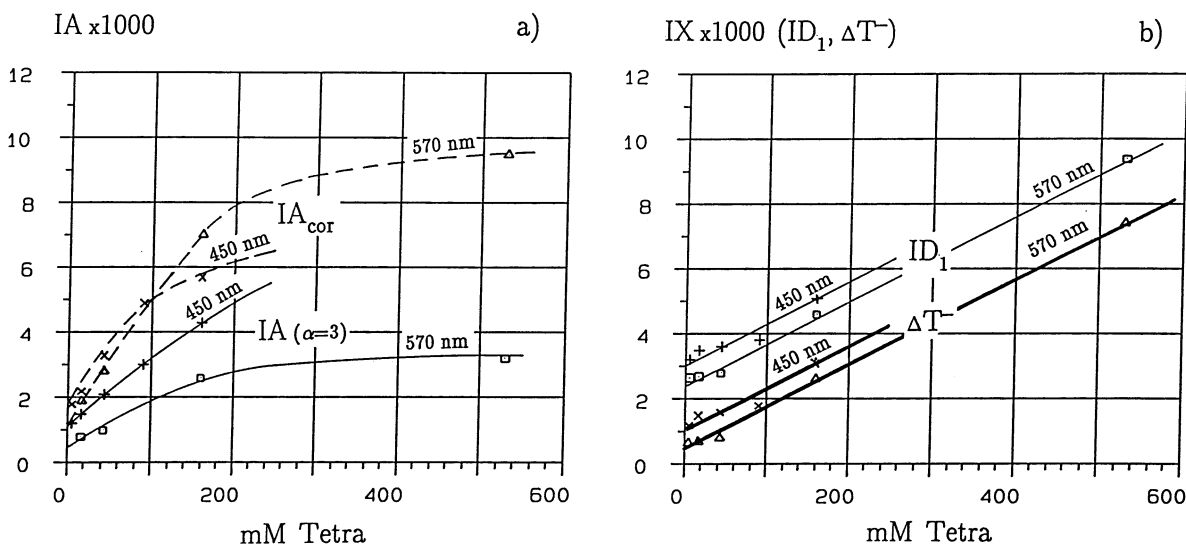 IA x1000 a)
12
10
8
6
4
2
0
570 nm
IA_cor
450 nm
450 nm
IA (α=3)
570 nm
0 200 400 600
mM Tetra
IX x1000 (ID₁, ΔT⁻) b)
12
10
8
6
4
2
0
570 nm
ID₁
570 nm
450 nm
ΔT⁻
450 nm
0 200 400 600
mM Tetra